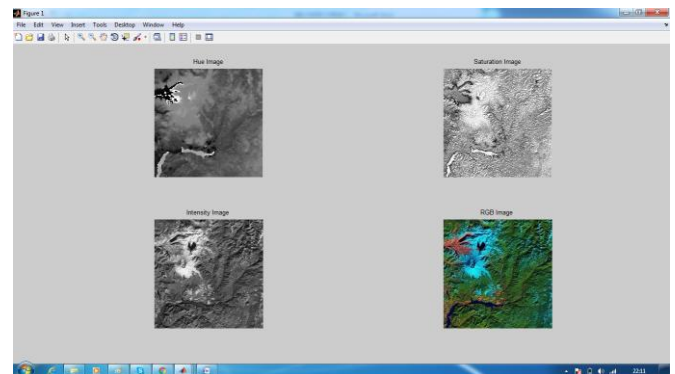 Figure 1
File Edit View Insert Tools Desktop Window Help
Hue Image
Saturation Image
Intensity Image
RGB Image
22:11